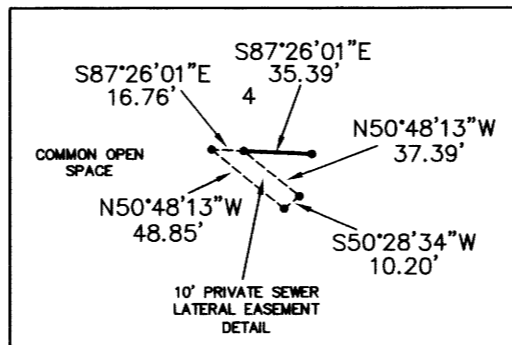 S87°26'01"E
35.39'
S87°26'01"E
16.76'
4
N50°48'13"W
37.39'
COMMON OPEN
SPACE
N50°48'13"W
48.85'
S50°28'34"W
10.20'
10' PRIVATE SEWER
LATERAL EASEMENT
DETAIL